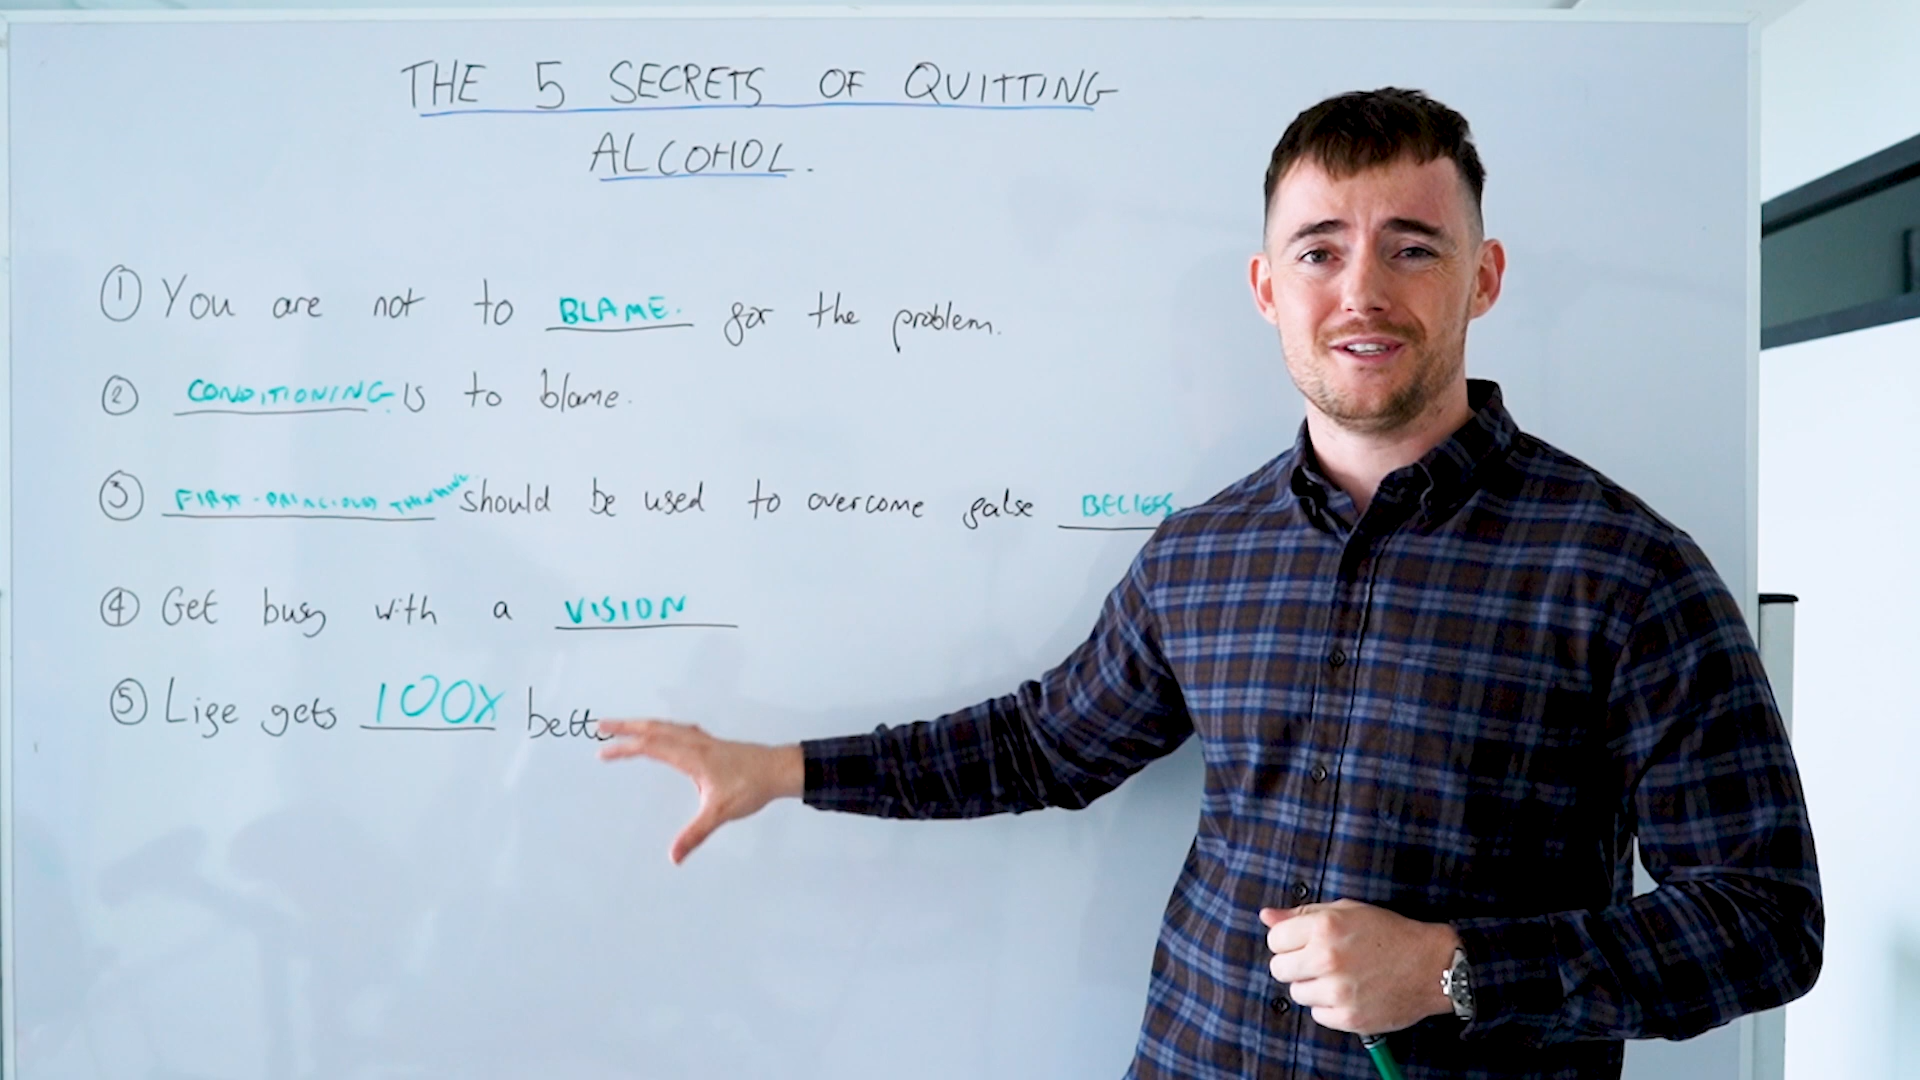 THE 5 SECRETS OF QUITTING
ALCOHOL.
① You are not to BLAME. for the problem.
② CONDITIONING is to blame.
③ FIRST-PRINCIPLES THINKING should be used to overcome false BELIEFS
④ Get busy with a VISION
⑤ Life gets 100X bett